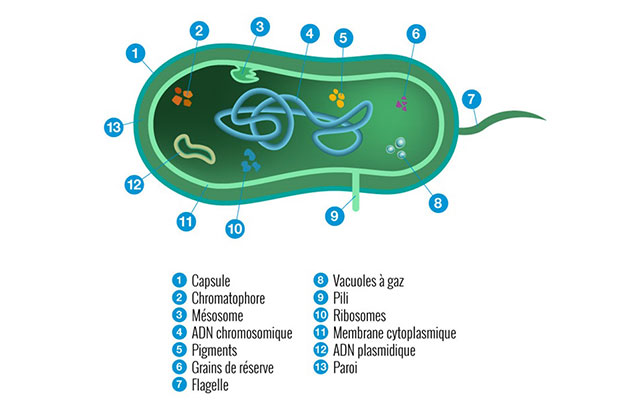 2
3
4
5
6
1
7
13
12
11
10
9
8
1 Capsule
2 Chromatophore
3 Mésosome
4 ADN chromosomique
5 Pigments
6 Grains de réserve
7 Flagelle
8 Vacuoles à gaz
9 Pili
10 Ribosomes
11 Membrane cytoplasmique
12 ADN plasmidique
13 Paroi